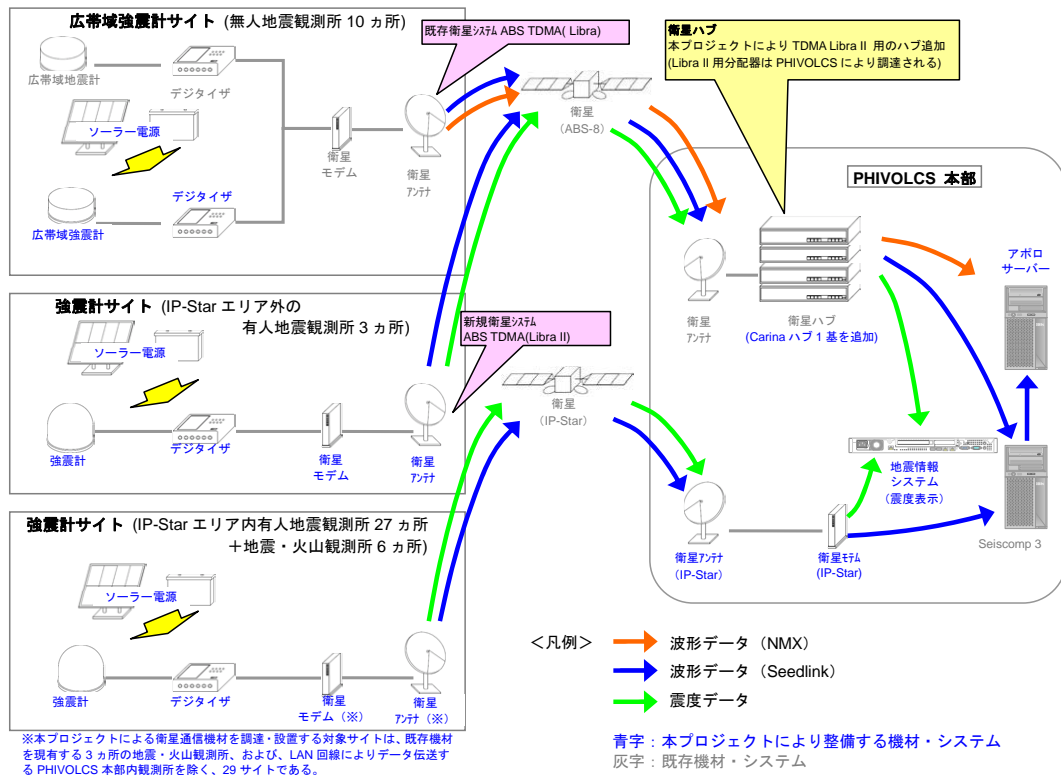 広帯域強震計サイト (無人地震観測所 10 ヵ所)
広帯域地震計
デジタイザ
ソーラー電源
デジタイザ
広帯域強震計
衛星
モデム
衛星
アンテナ
既存衛星システム ABS TDMA( Libra)
衛星
(ABS-8)
衛星ハブ
本プロジェクトにより TDMA Libra II 用のハブ追加
(Libra II 用分配器は PHIVOLCS により調達される)
PHIVOLCS 本部
衛星
アンテナ
衛星ハブ
(Carina ハブ 1 基を追加)
アポロ
サーバー
地震情報
システム
(震度表示)
Seiscomp 3
衛星アンテナ
(IP-Star)
衛星モデム
(IP-Star)
強震計サイト (IP-Star エリア外の
有人地震観測所 3 ヵ所)
ソーラー電源
強震計
デジタイザ
衛星
モデム
衛星
アンテナ
新規衛星システム
ABS TDMA(Libra II)
衛星
(IP-Star)
強震計サイト (IP-Star エリア内有人地震観測所 27 ヵ所
＋地震・火山観測所 6 ヵ所)
ソーラー電源
強震計
デジタイザ
衛星
モデム（※）
衛星
アンテナ（※）
※本プロジェクトによる衛星通信機材を調達・設置する対象サイトは、既存機材
を現有する 3 ヵ所の地震・火山観測所、および、LAN 回線によりデータ伝送す
る PHIVOLCS 本部内観測所を除く、29 サイトである。
＜凡例＞
波形データ（NMX）
波形データ（Seedlink）
震度データ
青字：本プロジェクトにより整備する機材・システム
灰字：既存機材・システム